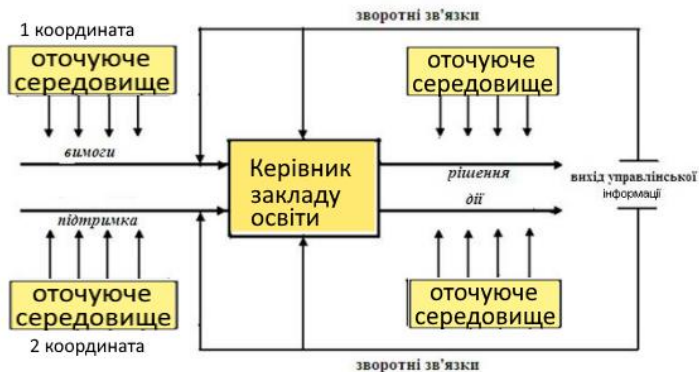 зворотні зв'язки
1 координата
оточуюче
середовище
оточуюче
середовище
вимоги
Керівник
закладу
освіти
рішення
вихід управлінської
інформації
підтримка
дії
оточуюче
середовище
оточуюче
середовище
2 координата
зворотні зв'язки